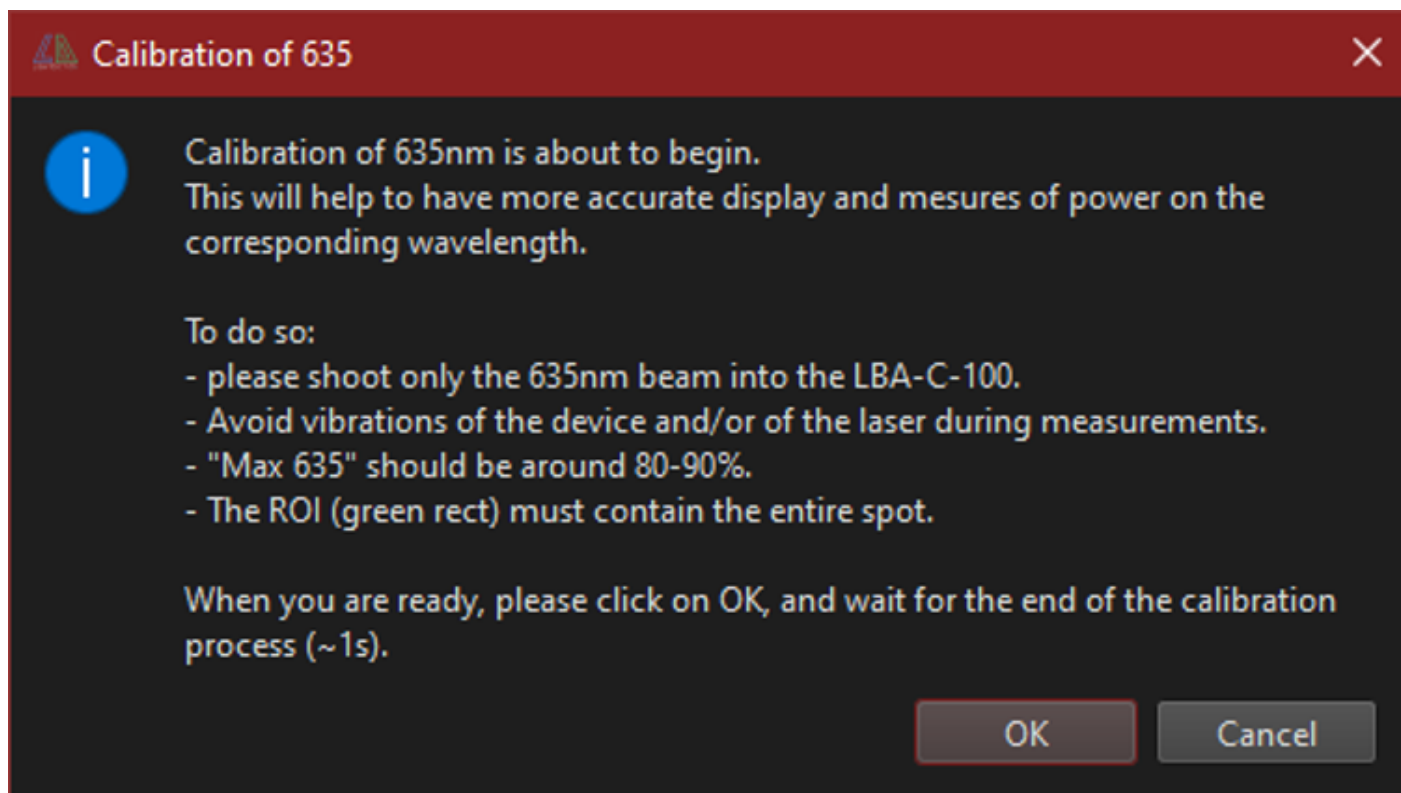 Calibration of 635
Calibration of 635nm is about to begin.
This will help to have more accurate display and mesures of power on the
corresponding wavelength.
To do so:
- please shoot only the 635nm beam into the LBA-C-100.
- Avoid vibrations of the device and/or of the laser during measurements.
- "Max 635" should be around 80-90%.
- The ROI (green rect) must contain the entire spot.
When you are ready, please click on OK, and wait for the end of the calibration
process (~1s).
OK
Cancel